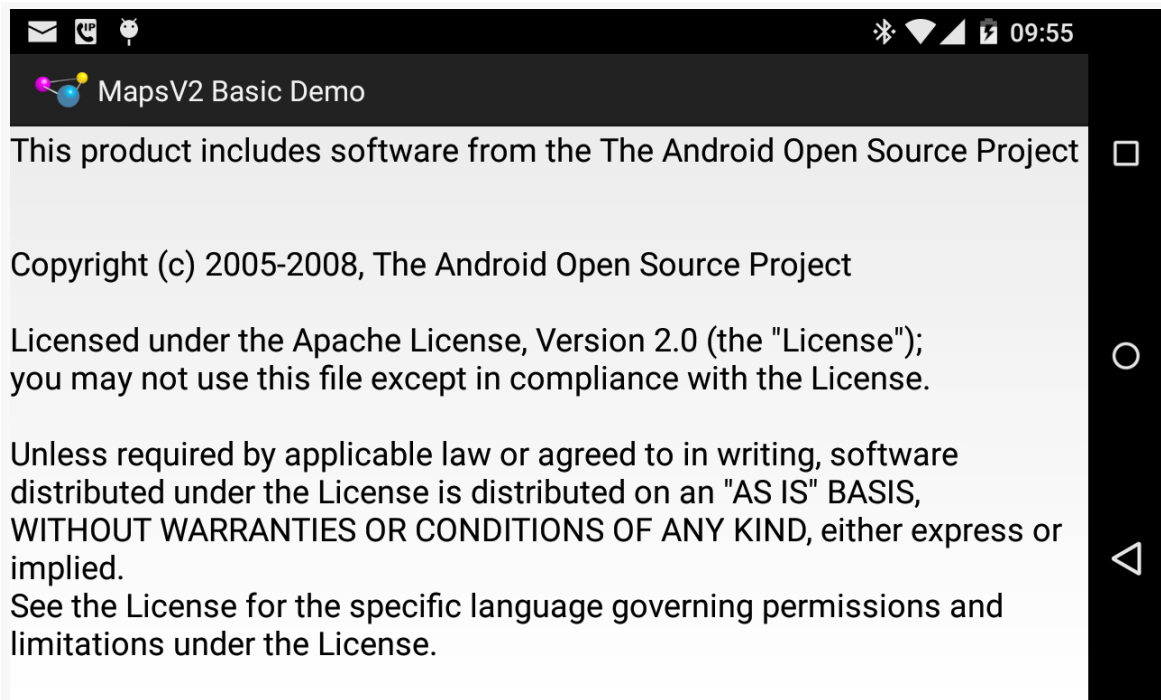 09:55
MapsV2 Basic Demo
This product includes software from the The Android Open Source Project
Copyright (c) 2005-2008, The Android Open Source Project
Licensed under the Apache License, Version 2.0 (the "License");
you may not use this file except in compliance with the License.
Unless required by applicable law or agreed to in writing, software
distributed under the License is distributed on an "AS IS" BASIS,
WITHOUT WARRANTIES OR CONDITIONS OF ANY KIND, either express or
implied.
See the License for the specific language governing permissions and
limitations under the License.